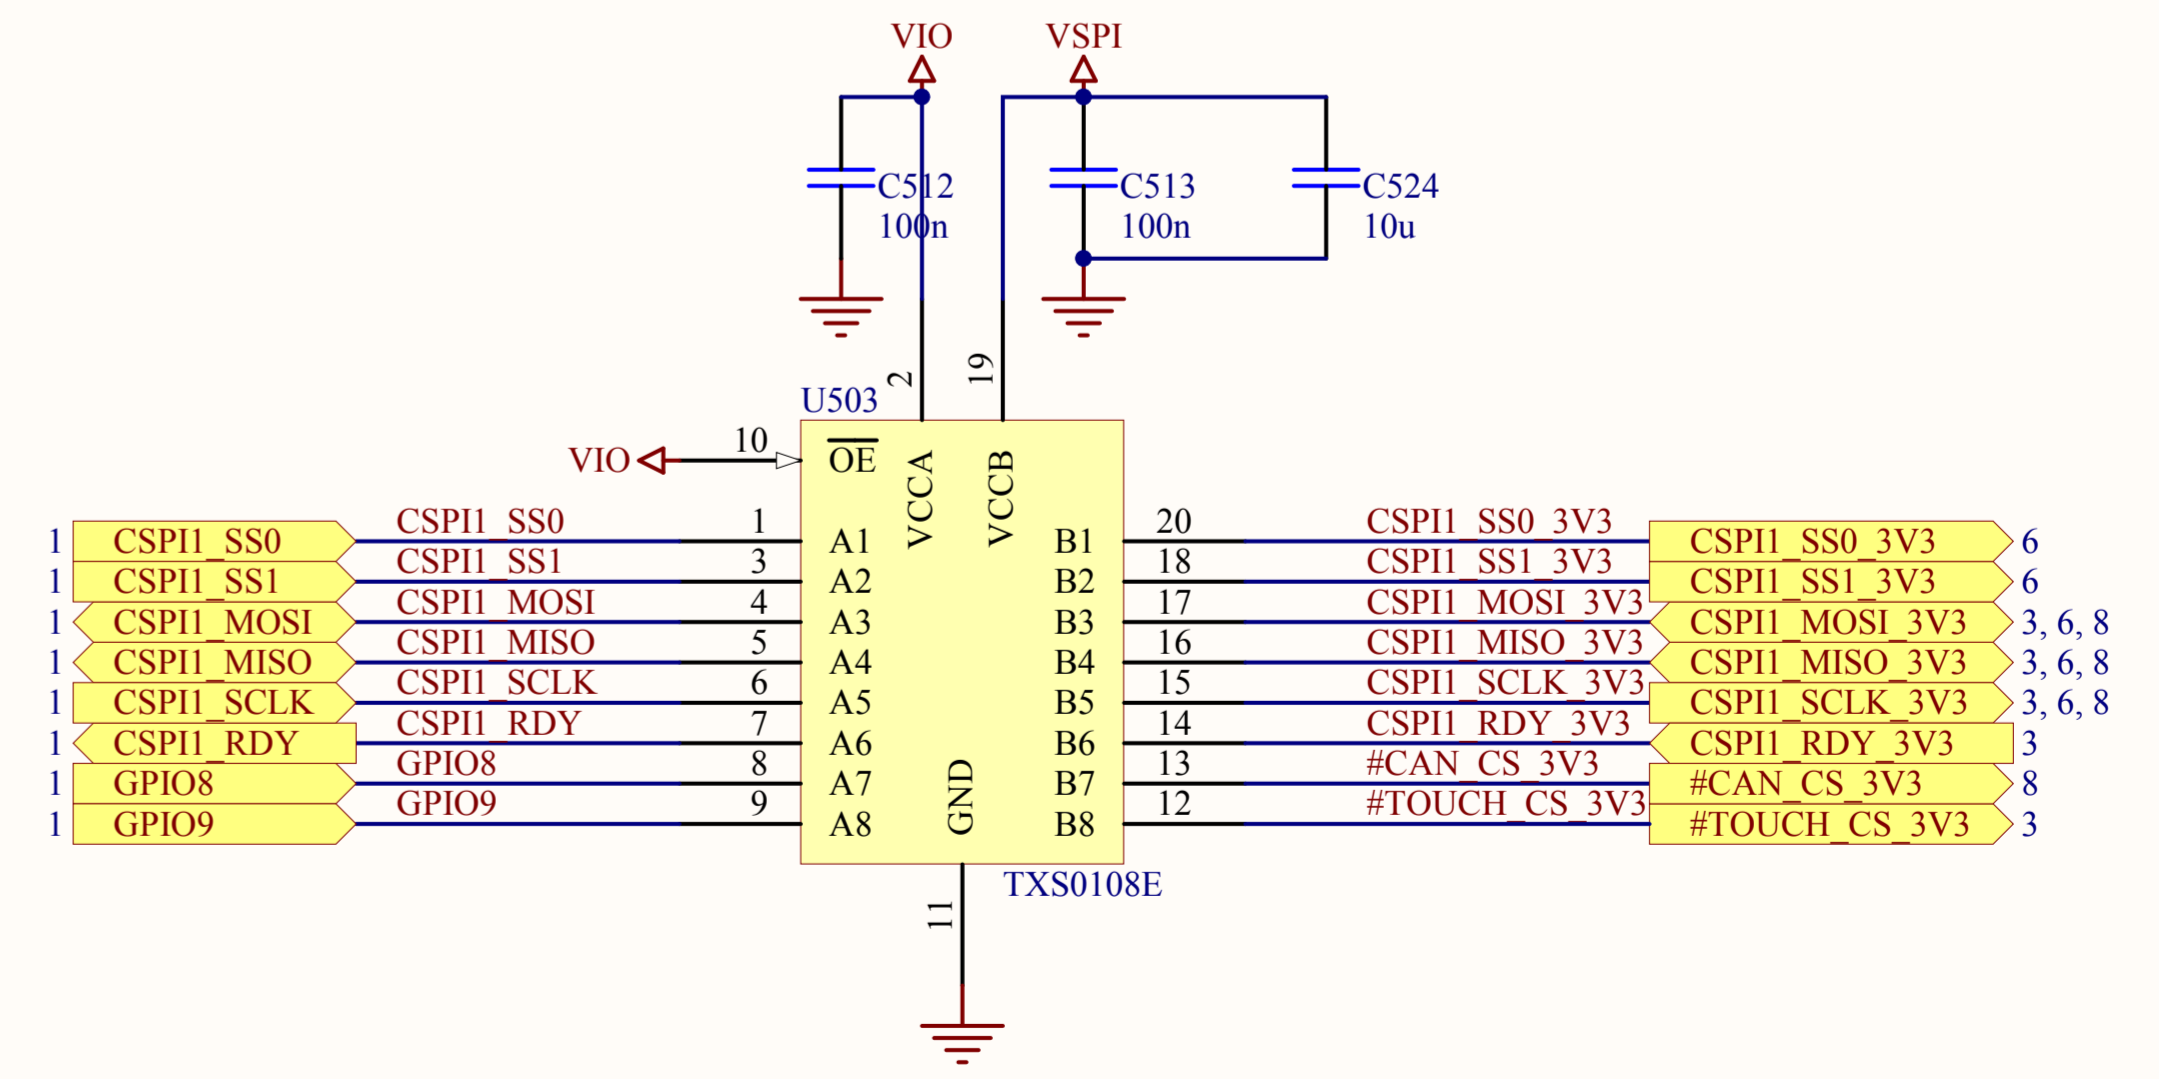 VIO VSPI
C512 C513 C524
100n 100n 10u
2 19
U503
VIO 10 OE VCCA VCCB
1 CSPI1_SS0 CSPI1_SS0 1 A1 B1 20 CSPI1_SS0_3V3 CSPI1_SS0_3V3 6
1 CSPI1_SS1 CSPI1_SS1 3 A2 B2 18 CSPI1_SS1_3V3 CSPI1_SS1_3V3 6
1 CSPI1_MOSI CSPI1_MOSI 4 A3 B3 17 CSPI1_MOSI_3V3 CSPI1_MOSI_3V3 3, 6, 8
1 CSPI1_MISO CSPI1_MISO 5 A4 B4 16 CSPI1_MISO_3V3 CSPI1_MISO_3V3 3, 6, 8
1 CSPI1_SCLK CSPI1_SCLK 6 A5 B5 15 CSPI1_SCLK_3V3 CSPI1_SCLK_3V3 3, 6, 8
1 CSPI1_RDY CSPI1_RDY 7 A6 B6 14 CSPI1_RDY_3V3 CSPI1_RDY_3V3 3
1 GPIO8 GPIO8 8 A7 B7 13 #CAN_CS_3V3 #CAN_CS_3V3 8
1 GPIO9 GPIO9 9 A8 GND B8 12 #TOUCH_CS_3V3 #TOUCH_CS_3V3 3
TXS0108E
11